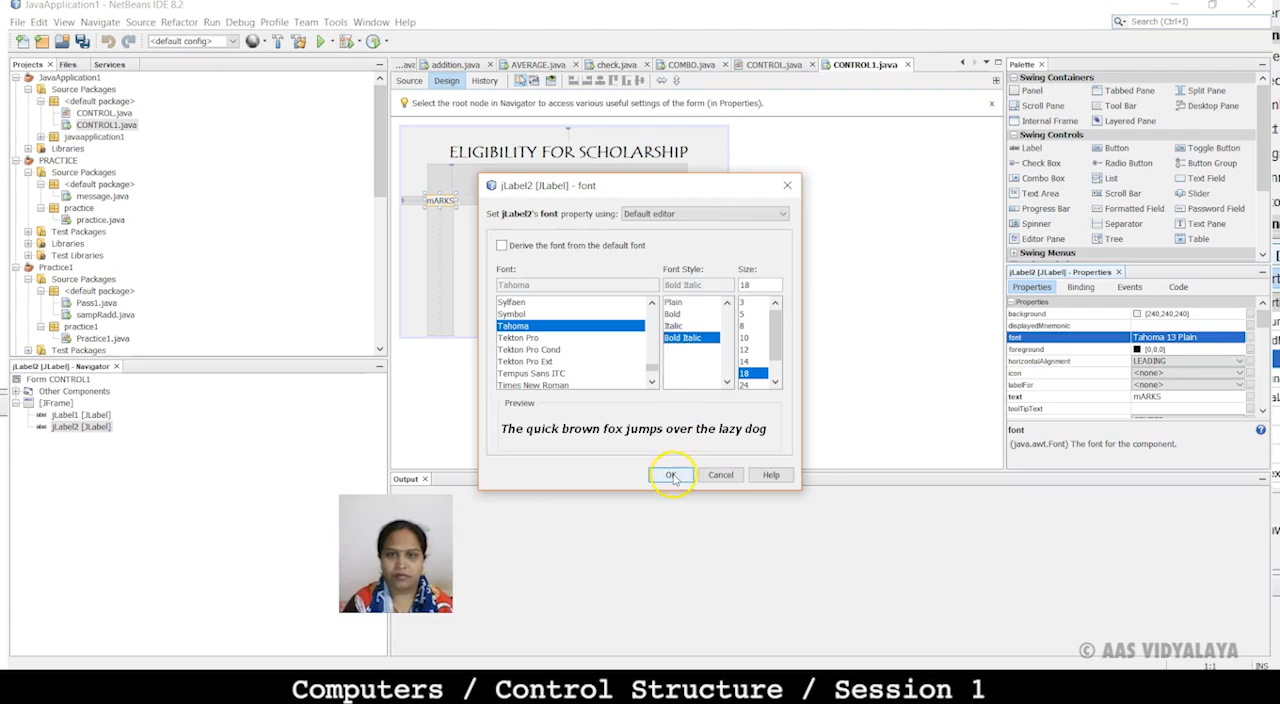 JavaApplication1 - NetBeans IDE 8.2
File Edit View Navigate Source Refactor Run Debug Profile Team Tools Window Help
Search (Ctrl+I)
<default config>
Projects Files Services
JavaApplication1
Source Packages
<default package>
CONTROL.java
CONTROL1.java
javaapplication1
Libraries
PRACTICE
Source Packages
<default package>
message.java
practice
practice.java
Test Packages
Libraries
Test Libraries
Practice1
Source Packages
<default package>
Pass1.java
sampRadd.java
practice1
Practice1.java
Test Packages
jLabel2 [JLabel] - Navigator
Form CONTROL1
Other Components
[JFrame]
jLabel1 [JLabel]
jLabel2 [JLabel]
...ava addition.java AVERAGE.java check.java COMBO.java CONTROL.java CONTROL1.java
Source Design History
Select the root node in Navigator to access various useful settings of the form (in Properties). x
ELIGIBILITY FOR SCHOLARSHIP
mARKS
jLabel2 [JLabel] - font
Set jLabel2's font property using: Default editor
Derive the font from the default font
Font: Font Style: Size:
Tahoma Bold Italic 18
Sylfaen Plain 3
Symbol Bold 5
Tahoma Italic 8
Tekton Pro Bold Italic 10
Tekton Pro Cond 12
Tekton Pro Ext 14
Tempus Sans ITC 18
Times New Roman 24
Preview
The quick brown fox jumps over the lazy dog
OK Cancel Help
Output
Palette
Swing Containers
Panel Tabbed Pane Split Pane
Scroll Pane Tool Bar Desktop Pane
Internal Frame Layered Pane
Swing Controls
Label Button Toggle Button
Check Box Radio Button Button Group
Combo Box List Text Field
Text Area Scroll Bar Slider
Progress Bar Formatted Field Password Field
Spinner Separator Text Pane
Editor Pane Tree Table
Swing Menus
jLabel2 [JLabel] - Properties
Properties Binding Events Code
Properties
background [240,240,240]
displayedMnemonic
font Tahoma 13 Plain
foreground [0,0,0]
horizontalAlignment LEADING
icon <none>
labelFor <none>
text mARKS
toolTipText
font
(java.awt.Font) The font for the component.
© AAS VIDYALAYA
1:1 INS
Computers / Control Structure / Session 1